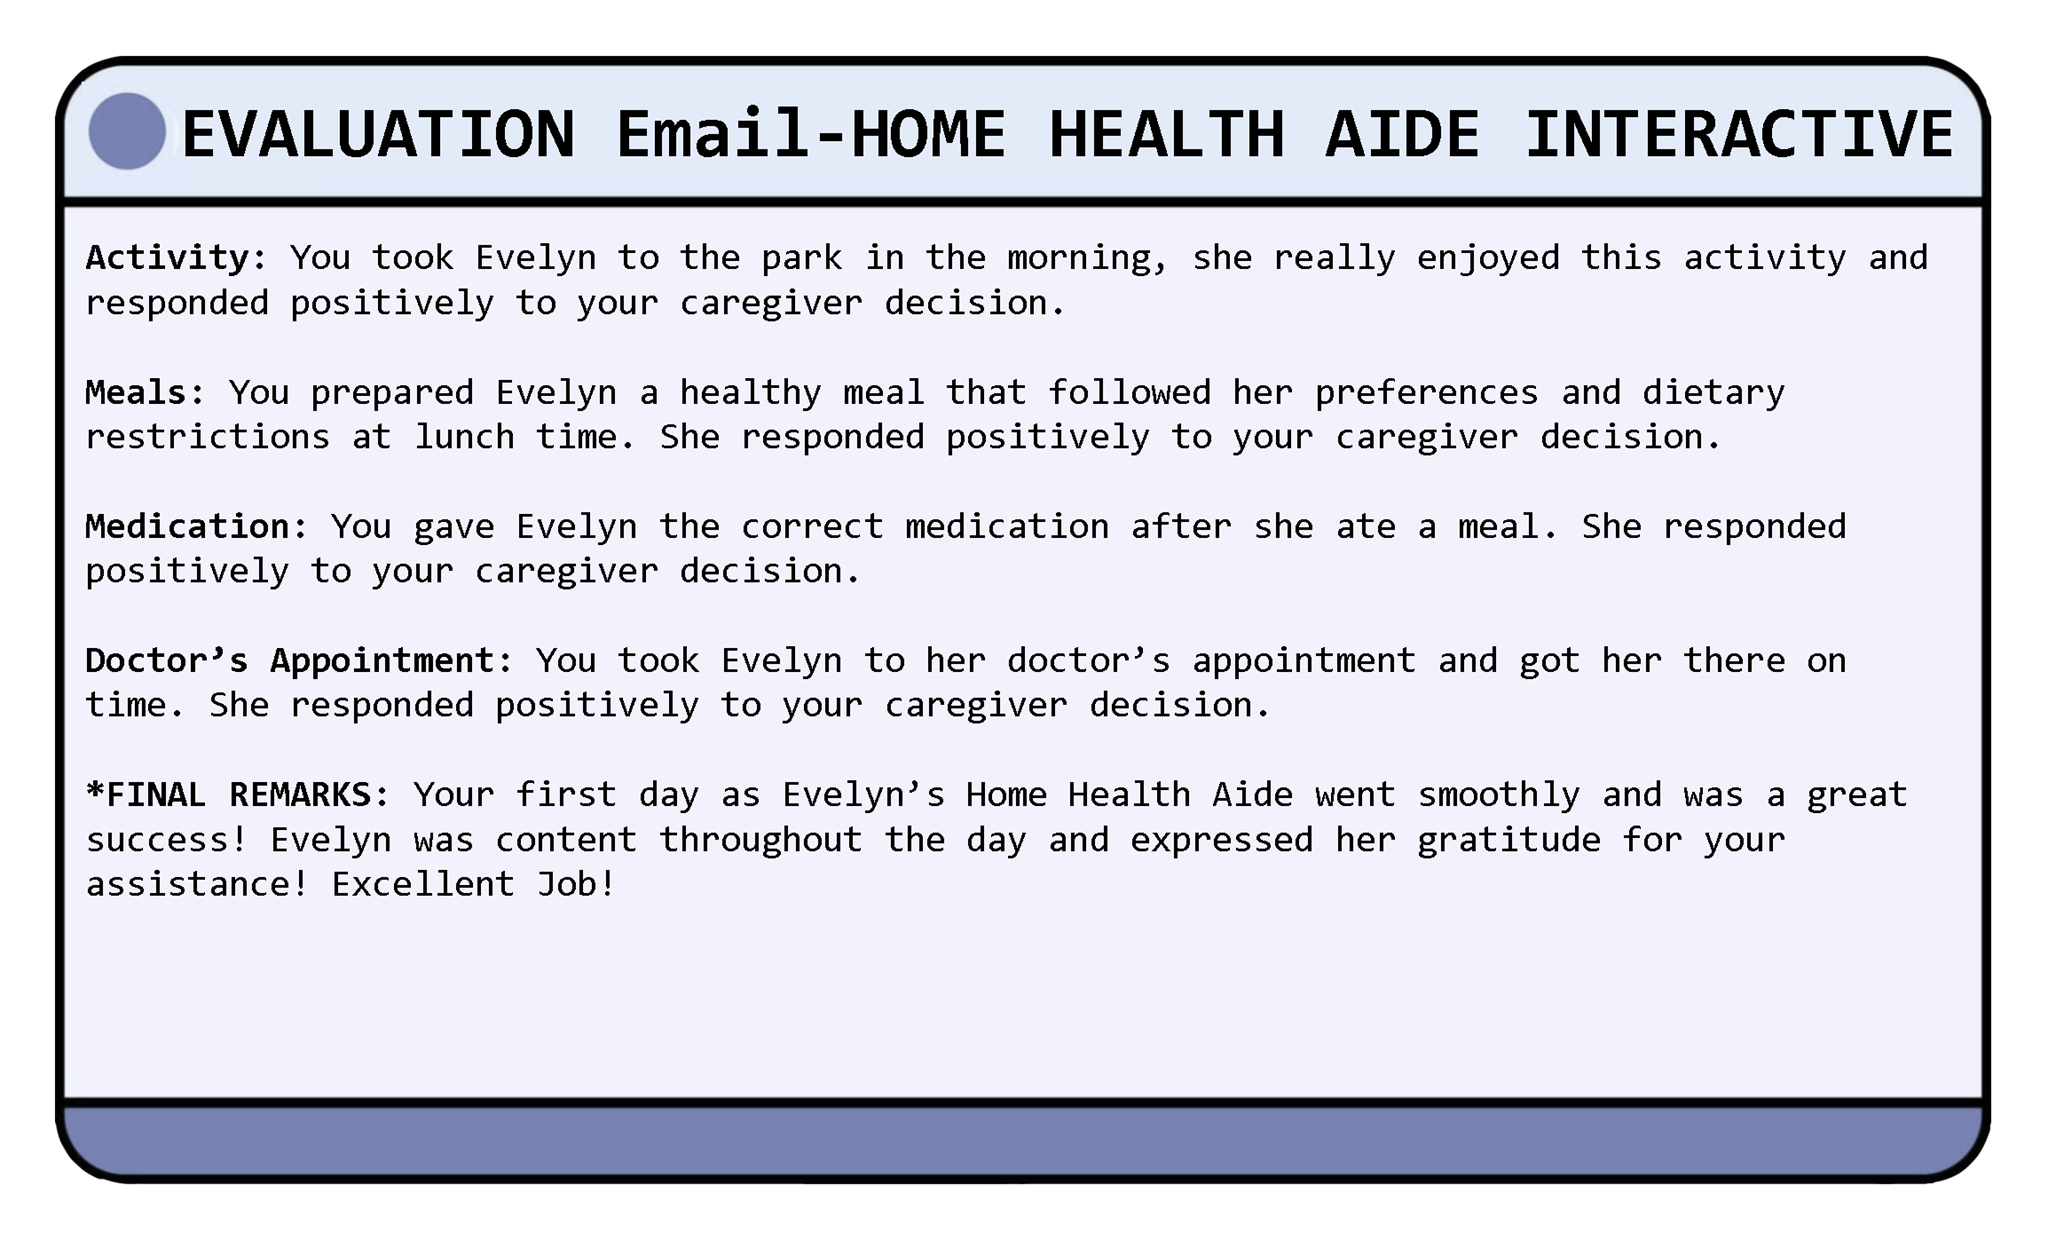 EVALUATION Email-HOME HEALTH AIDE INTERACTIVE
Activity: You took Evelyn to the park in the morning, she really enjoyed this activity and
responded positively to your caregiver decision.
Meals: You prepared Evelyn a healthy meal that followed her preferences and dietary
restrictions at lunch time. She responded positively to your caregiver decision.
Medication: You gave Evelyn the correct medication after she ate a meal. She responded
positively to your caregiver decision.
Doctor’s Appointment: You took Evelyn to her doctor’s appointment and got her there on
time. She responded positively to your caregiver decision.
*FINAL REMARKS: Your first day as Evelyn’s Home Health Aide went smoothly and was a great
success! Evelyn was content throughout the day and expressed her gratitude for your
assistance! Excellent Job!